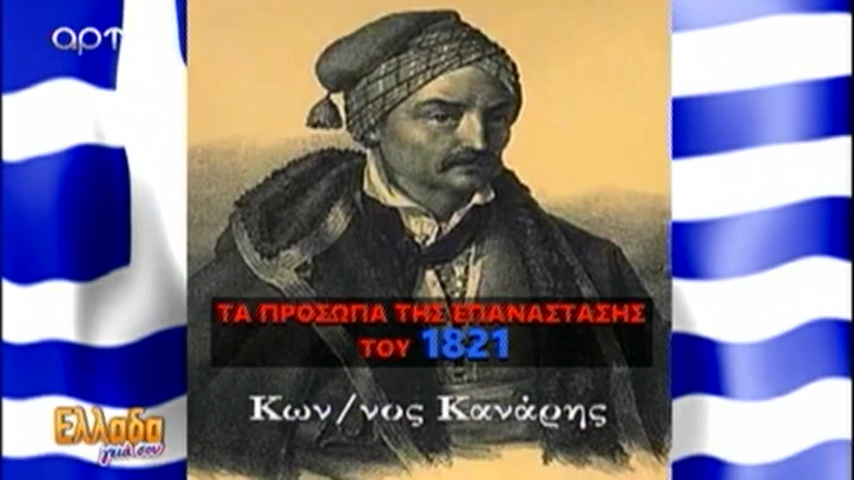 αρτ
ΤΑ ΠΡΟΣΩΠΑ ΤΗΣ ΕΠΑΝΑΣΤΑΣΗΣ
ΤΟΥ 1821
Κων/νος Κανάρης
Ελλάδα
γειά σου